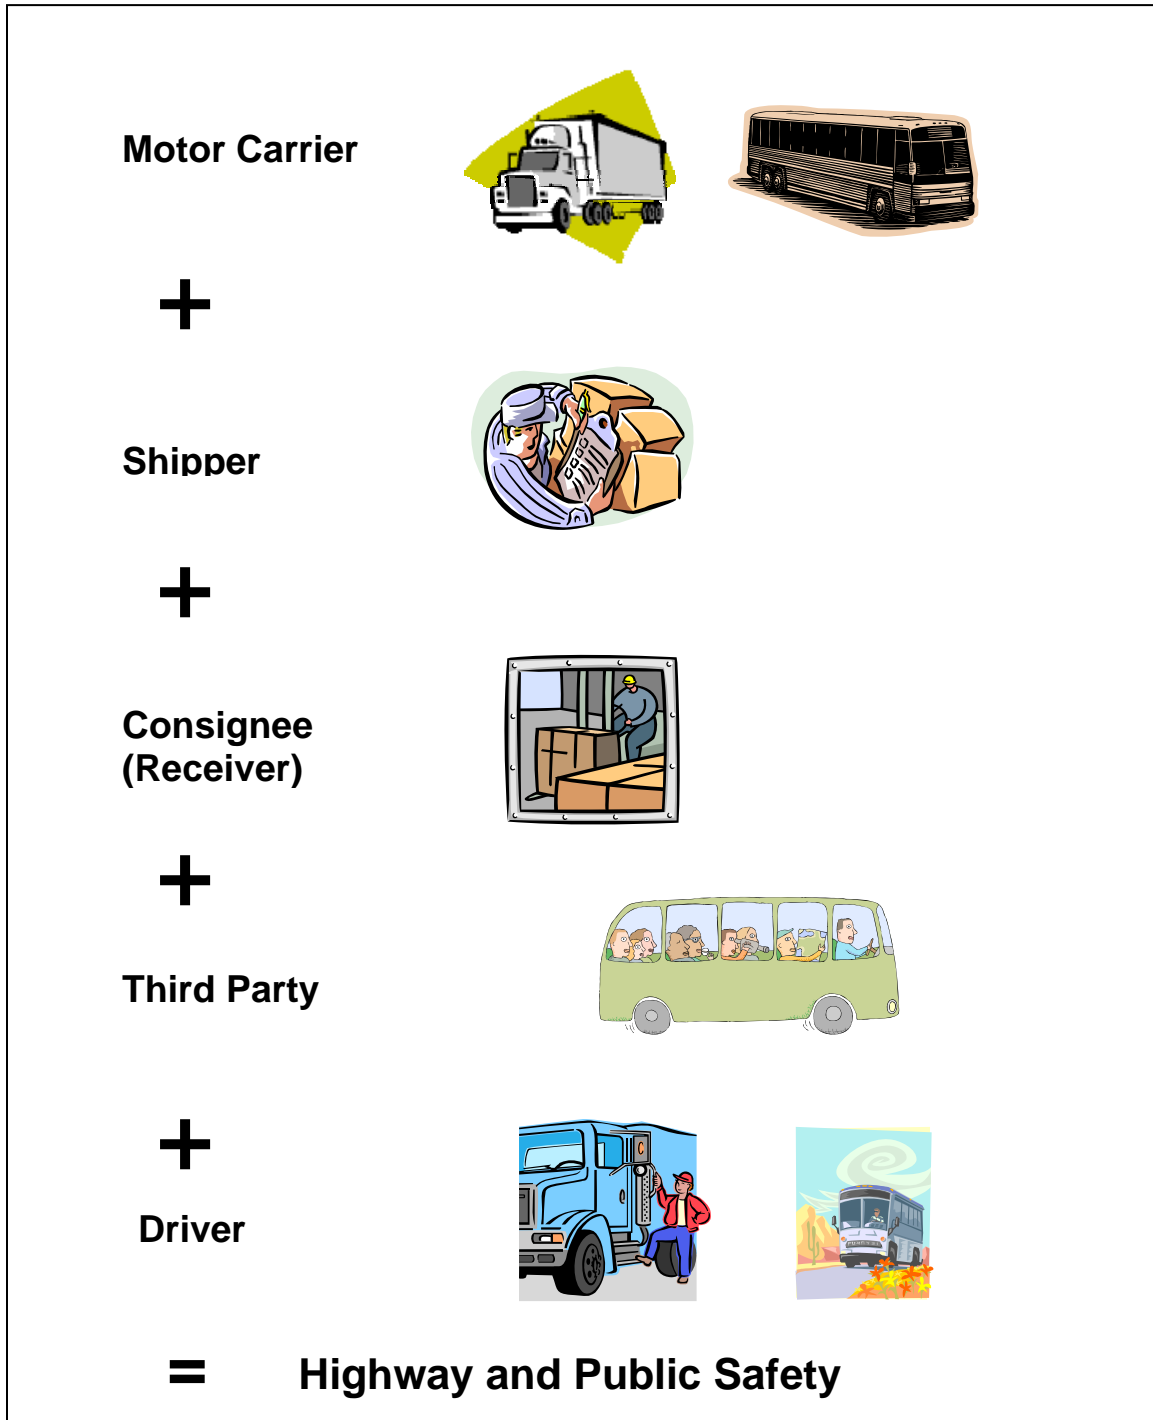 Motor Carrier
+
Shipper
+
Consignee
(Receiver)
+
Third Party
+
Driver
= Highway and Public Safety